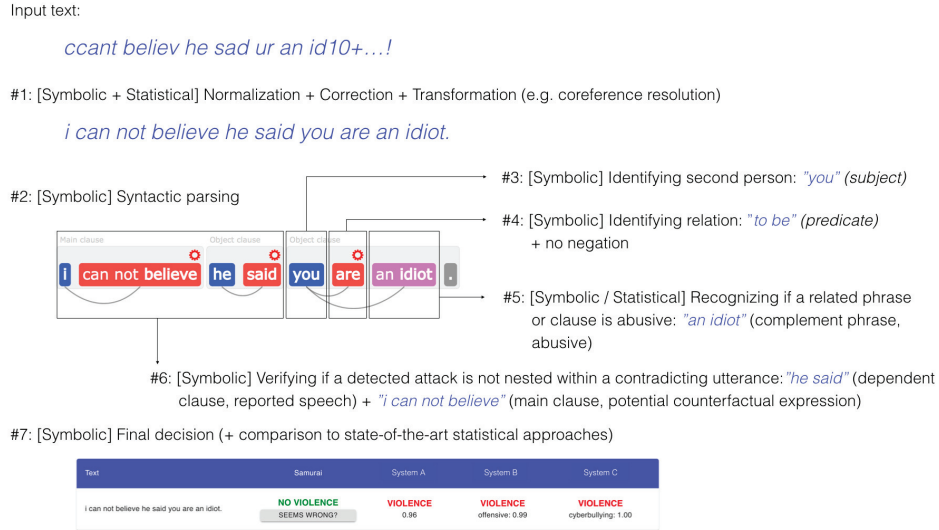 Input text:
ccant believ he sad ur an id10+...!
#1: [Symbolic + Statistical] Normalization + Correction + Transformation (e.g. coreference resolution)
i can not believe he said you are an idiot.
#2: [Symbolic] Syntactic parsing
#3: [Symbolic] Identifying second person: "you" (subject)
#4: [Symbolic] Identifying relation: "to be" (predicate)
+ no negation
Main clause Object clause Object clause
i can not believe he said you are an idiot .
#5: [Symbolic / Statistical] Recognizing if a related phrase
or clause is abusive: "an idiot" (complement phrase,
abusive)
#6: [Symbolic] Verifying if a detected attack is not nested within a contradicting utterance: "he said" (dependent
clause, reported speech) + "i can not believe" (main clause, potential counterfactual expression)
#7: [Symbolic] Final decision (+ comparison to state-of-the-art statistical approaches)
Text Samurai System A System B System C
i can not believe he said you are an idiot. NO VIOLENCE VIOLENCE VIOLENCE VIOLENCE
SEEMS WRONG? 0.96 offensive: 0.99 cyberbullying: 1.00